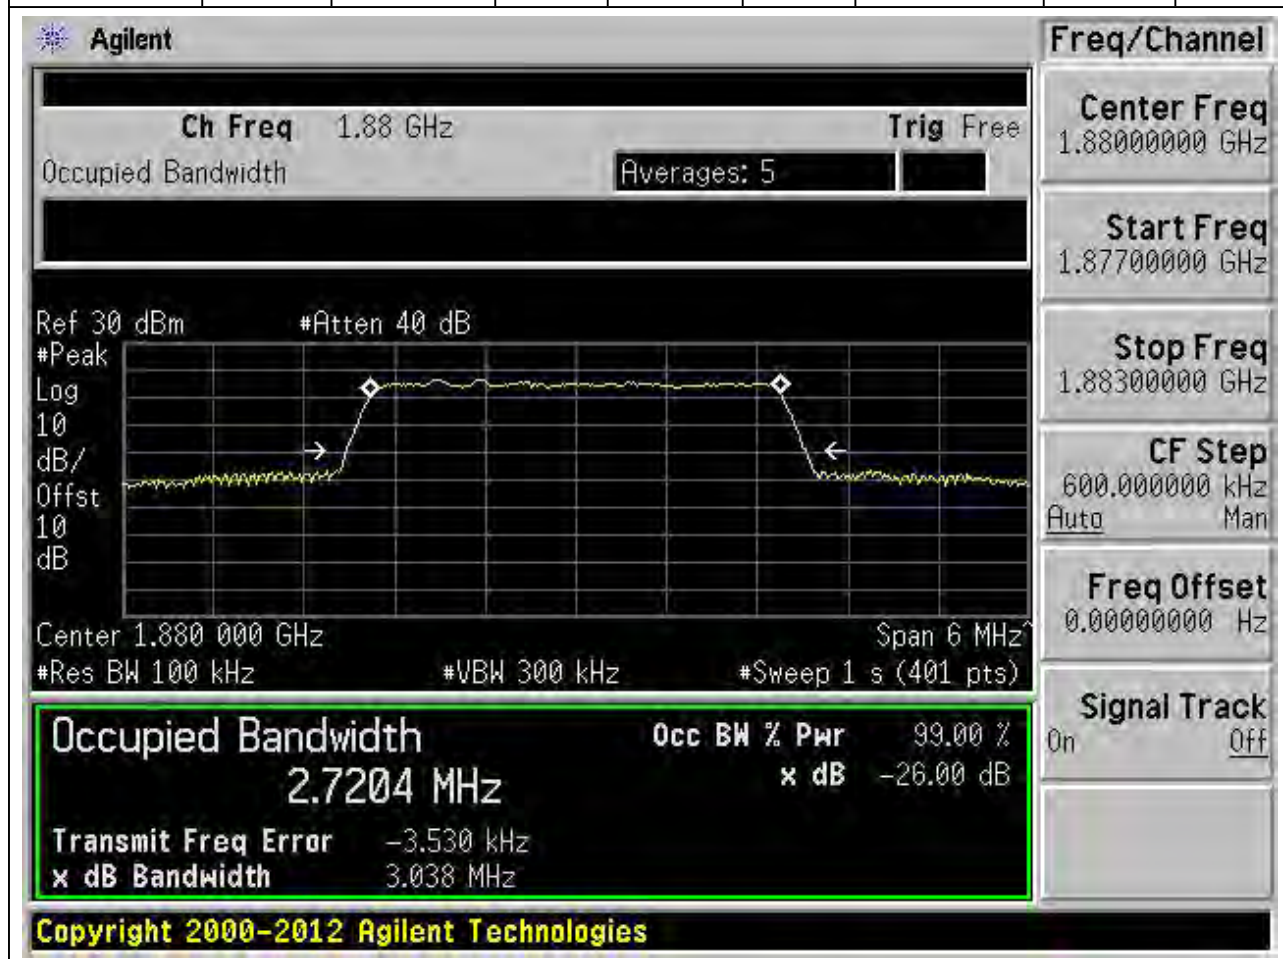 Agilent
Freq/Channel
Ch Freq 1.88 GHz Trig Free
Occupied Bandwidth Averages: 5
Center Freq
1.88000000 GHz
Start Freq
1.87700000 GHz
Stop Freq
1.88300000 GHz
CF Step
600.000000 kHz
Auto Man
Freq Offset
0.00000000 Hz
Signal Track
On Off
Ref 30 dBm #Atten 40 dB
#Peak
Log
10
dB/
Offst
10
dB
Center 1.880 000 GHz Span 6 MHz^
#Res BW 100 kHz #VBW 300 kHz #Sweep 1 s (401 pts)
Occupied Bandwidth Occ BW % Pwr 99.00 %
2.7204 MHz x dB -26.00 dB
Transmit Freq Error -3.530 kHz
x dB Bandwidth 3.038 MHz
Copyright 2000-2012 Agilent Technologies